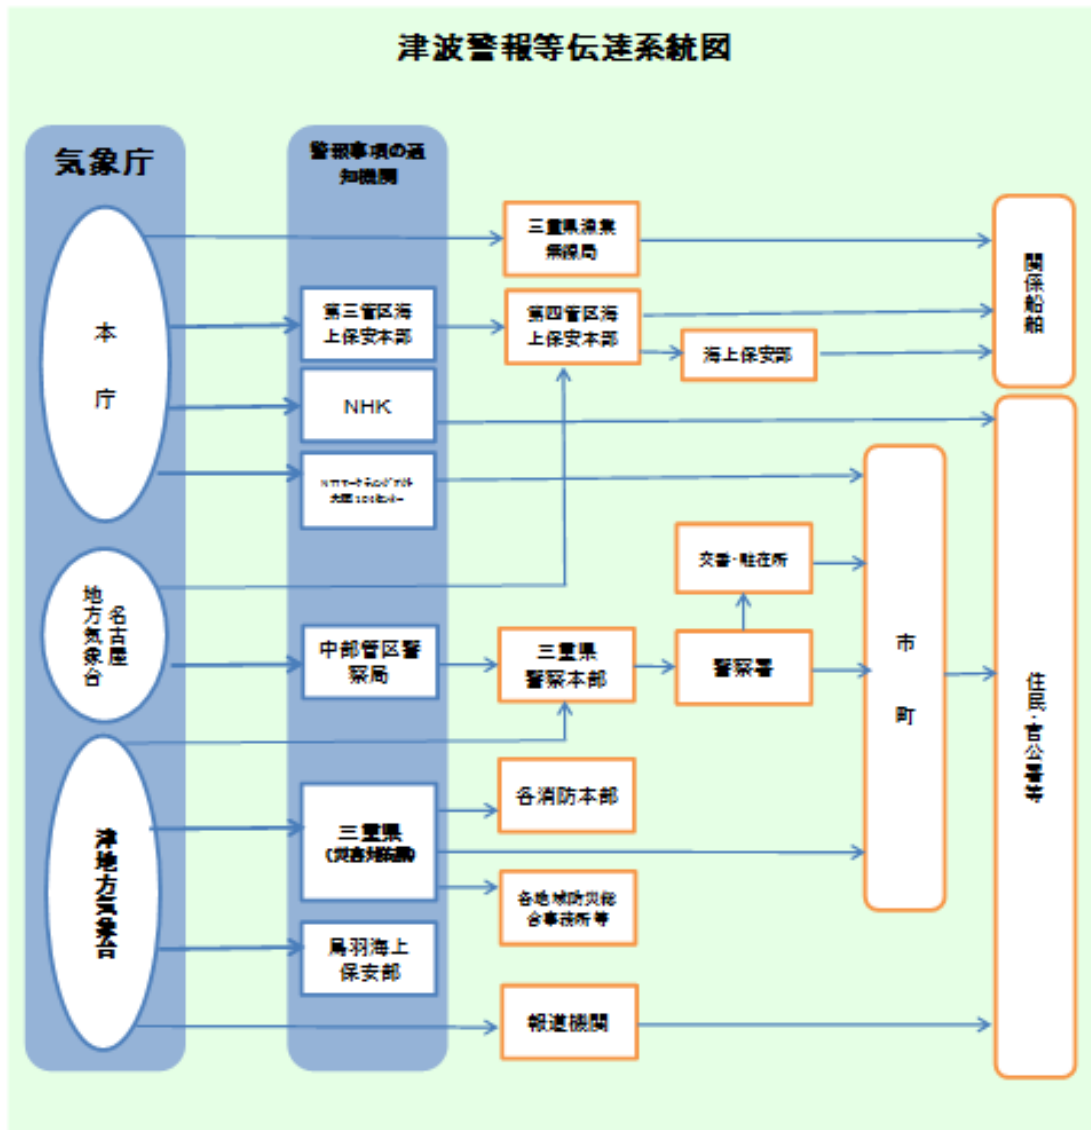 津波警報等伝達系統図
気象庁
警報事項の通
知機関
本
庁
三重県漁業
無線局
関係船舶
第三管区海
上保安本部
第四管区海
上保安本部
海上保安部
NHK
交番・駐在所
名古屋
地方気象台
中部管区警
察局
三重県
警察本部
警察署
市
町
住民・官公署等
津地方気象台
各消防本部
三重県
各地域防災総
合事務所等
鳥羽海上
保安部
報道機関